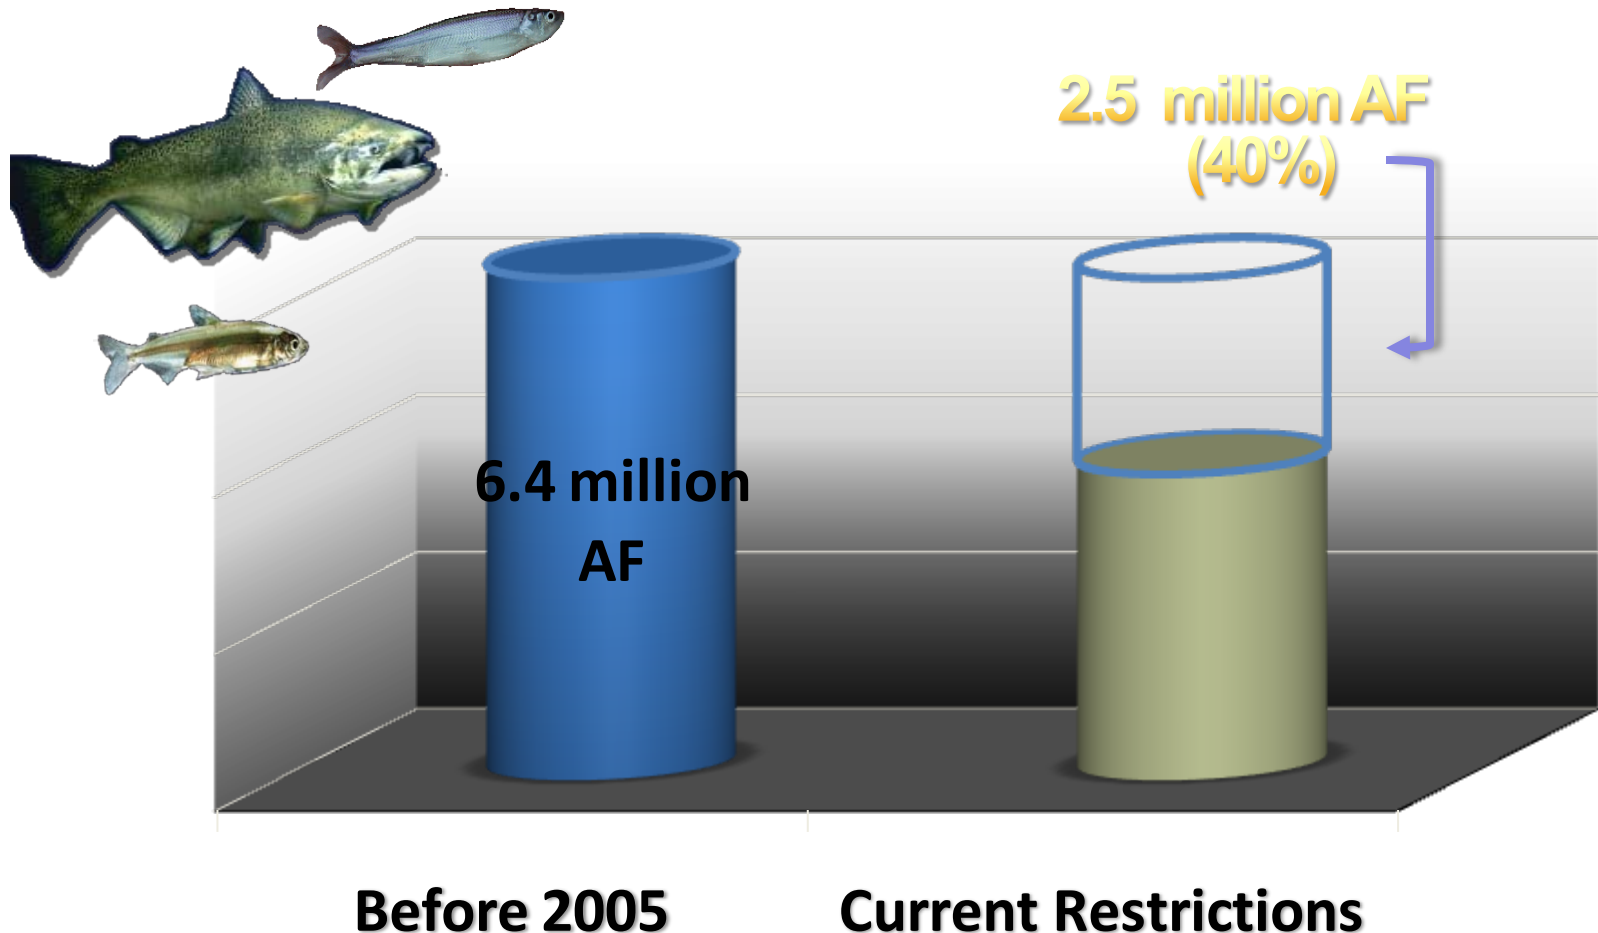 2.5 million AF
(40%)
6.4 million
AF
Before 2005
Current Restrictions